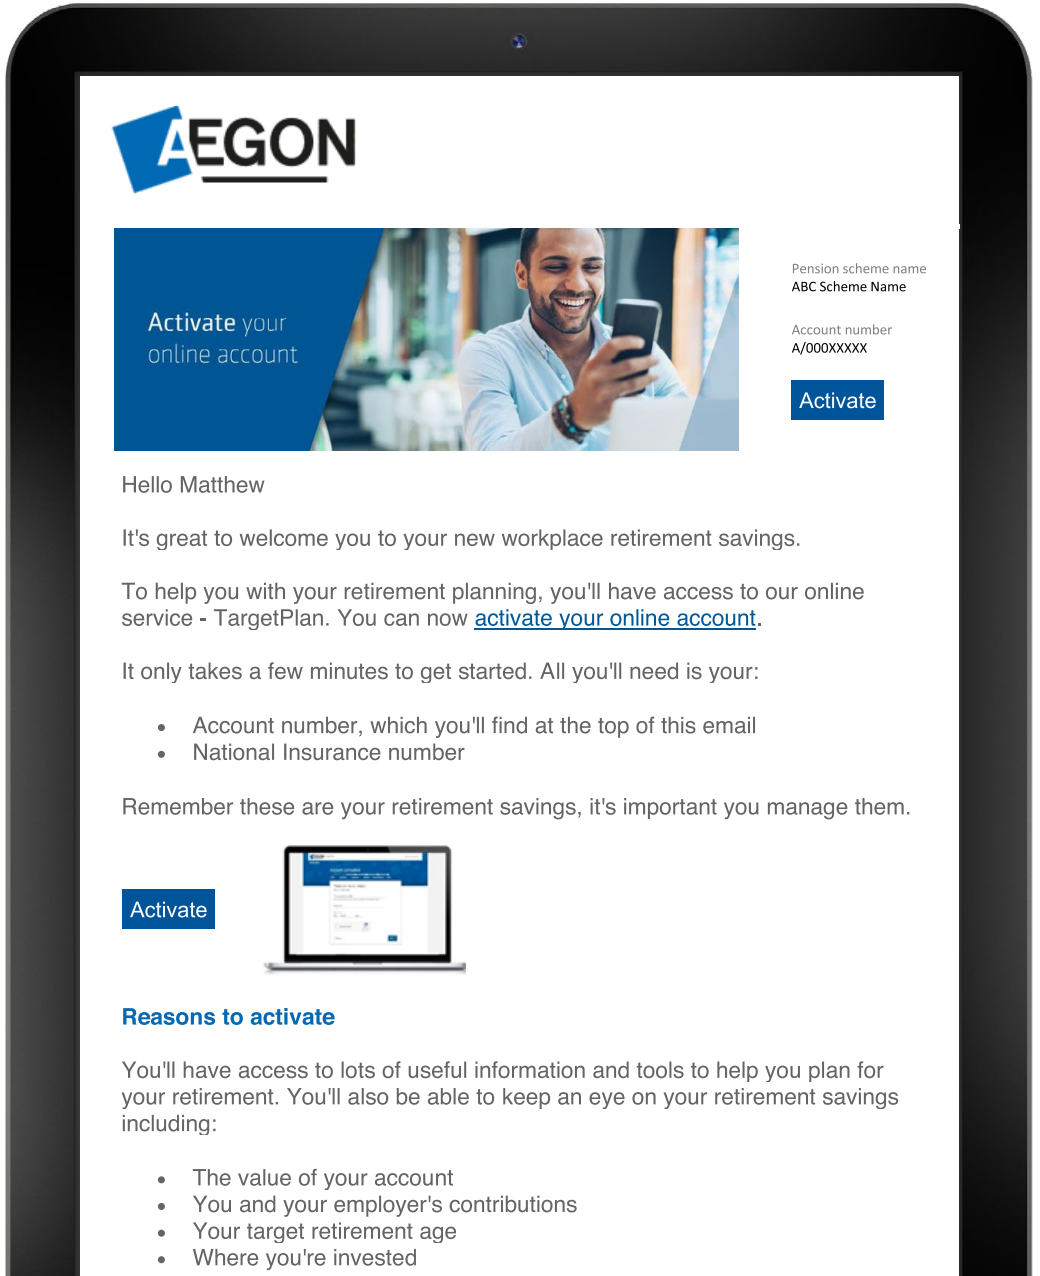 AEGON
Activate your
online account
Pension scheme name
ABC Scheme Name
Account number
A/000XXXXX
Activate
Hello Matthew
It's great to welcome you to your new workplace retirement savings.
To help you with your retirement planning, you'll have access to our online
service - TargetPlan. You can now activate your online account.
It only takes a few minutes to get started. All you'll need is your:
• Account number, which you'll find at the top of this email
• National Insurance number
Remember these are your retirement savings, it's important you manage them.
Activate
Reasons to activate
You'll have access to lots of useful information and tools to help you plan for
your retirement. You'll also be able to keep an eye on your retirement savings
including:
• The value of your account
• You and your employer's contributions
• Your target retirement age
• Where you're invested